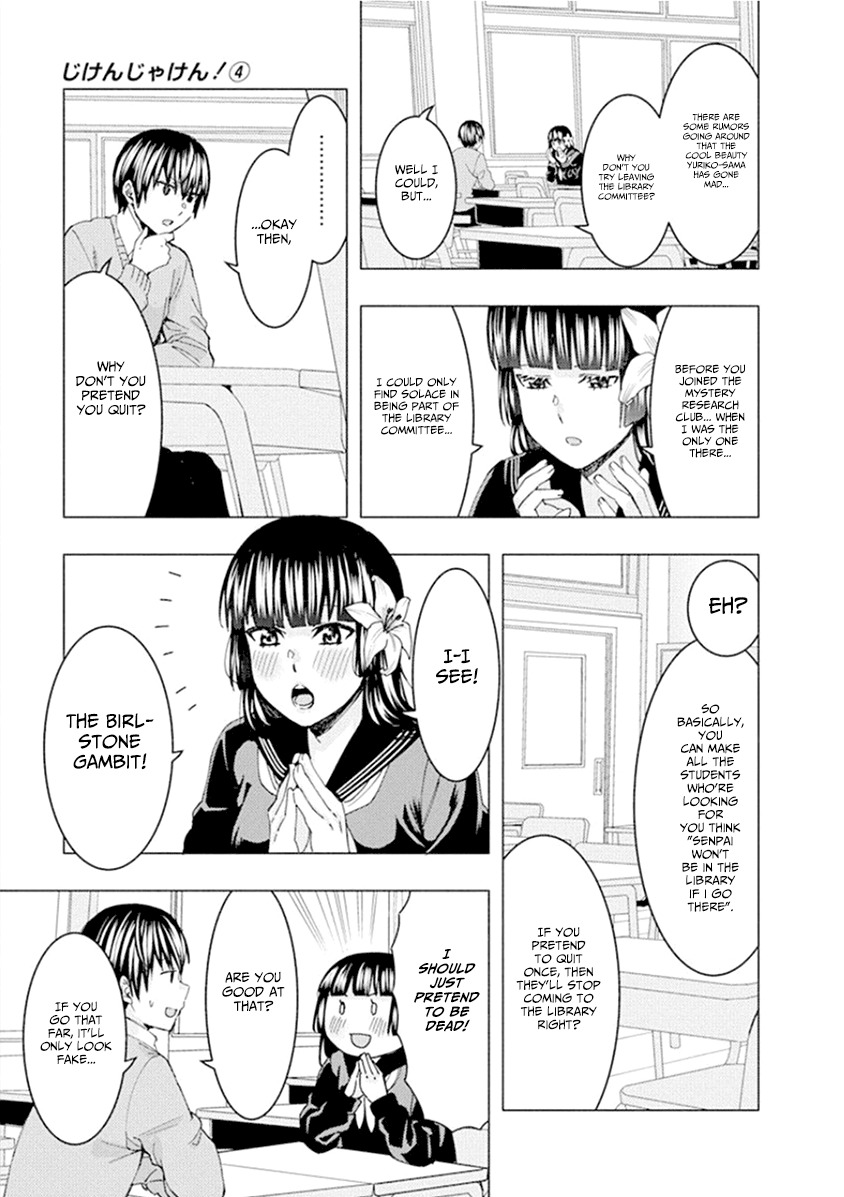 じけんじゃけん！④
THERE ARE
SOME RUMORS
GOING AROUND
THAT THE
COOL BEAUTY
YURIKO-SAMA
HAS GONE
MAD...
WHY
DON'T YOU
TRY LEAVING
THE LIBRARY
COMMITTEE?
WELL I
COULD,
BUT...
BEFORE YOU
JOINED THE
MYSTERY
RESEARCH
CLUB... WHEN
I WAS THE
ONLY ONE
THERE...
I COULD ONLY
FIND SOLACE
IN BEING
PART OF
THE LIBRARY
COMMITTEE...
...........
...OKAY
THEN,
WHY
DON'T YOU
PRETEND
YOU QUIT?
EH?
SO
BASICALLY,
YOU
CAN MAKE
ALL THE
STUDENTS
WHO'RE
LOOKING
FOR
YOU THINK
"SENPAI
WON'T
BE IN THE
LIBRARY
IF I GO
THERE".
IF YOU
PRETEND
TO QUIT
ONCE, THEN
THEY'LL STOP
COMING TO
THE LIBRARY
RIGHT?
I-I
SEE!
THE BIRL-
STONE
GAMBIT!
I
SHOULD
JUST
PRETEND
TO BE
DEAD!
ARE YOU
GOOD AT
THAT?
IF YOU
GO THAT
FAR, IT'LL
ONLY LOOK
FAKE...